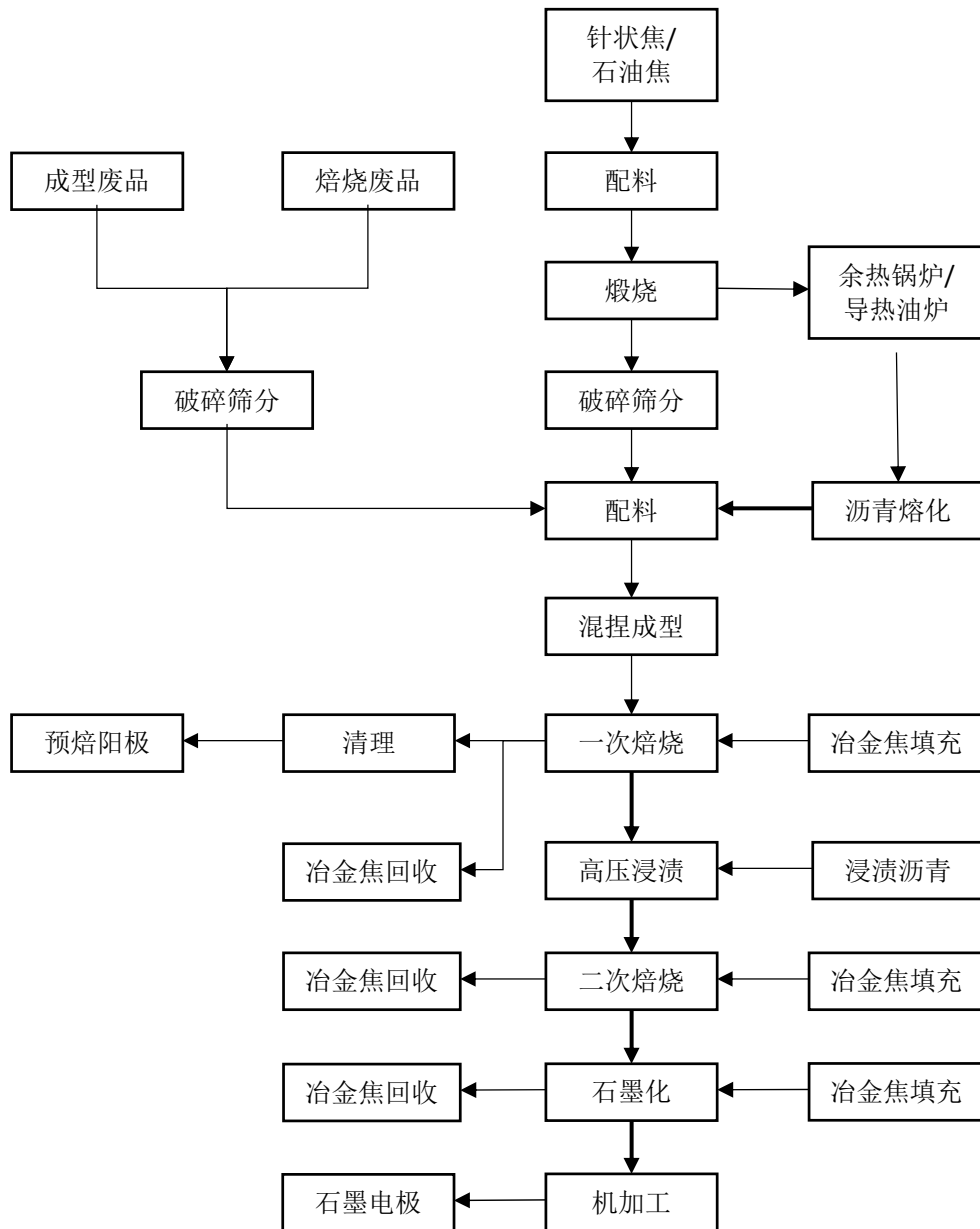 针状焦/
石油焦
成型废品
焙烧废品
配料
煅烧
余热锅炉/
导热油炉
破碎筛分
破碎筛分
配料
沥青熔化
混捏成型
预焙阳极
清理
一次焙烧
冶金焦填充
冶金焦回收
高压浸渍
浸渍沥青
冶金焦回收
二次焙烧
冶金焦填充
冶金焦回收
石墨化
冶金焦填充
石墨电极
机加工